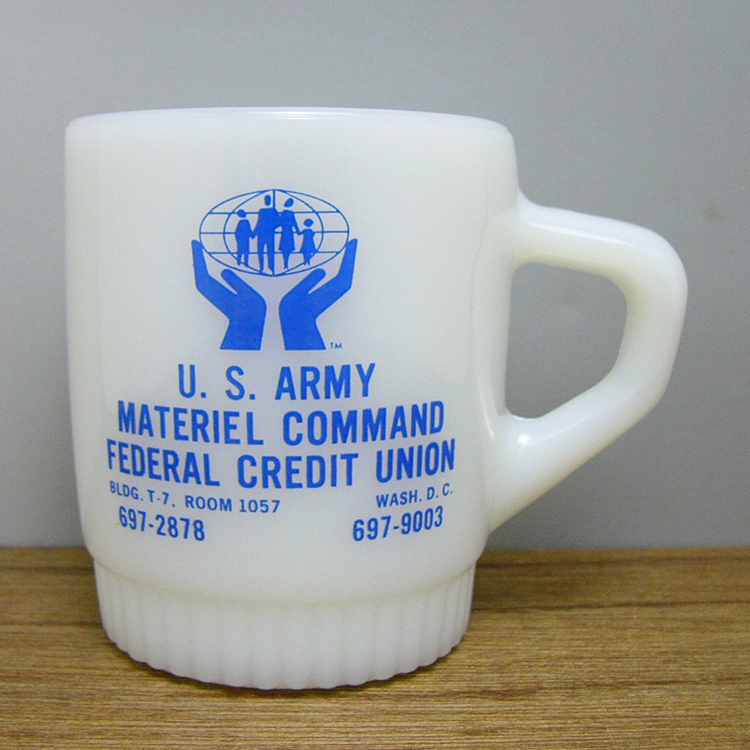 TM
U. S. ARMY
MATERIEL COMMAND
FEDERAL CREDIT UNION
BLDG. T-7, ROOM 1057 WASH. D. C.
697-2878 697-9003